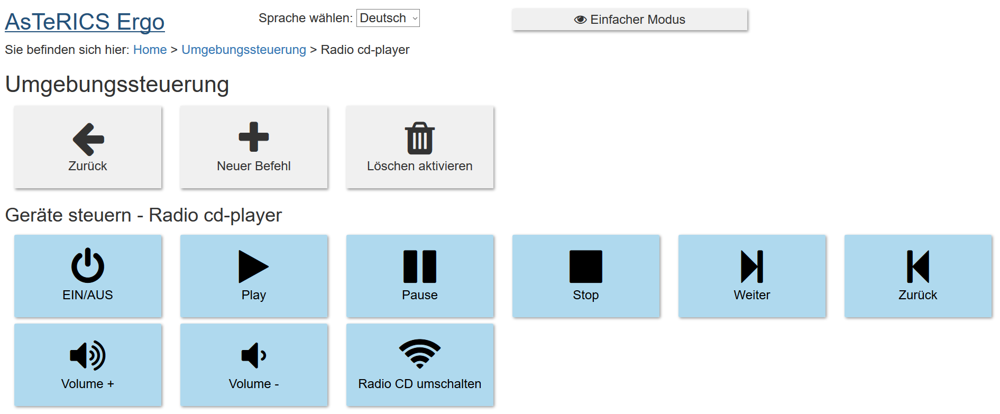 AsTeRICS Ergo
Sprache wählen: Deutsch
Einfacher Modus
Sie befinden sich hier: Home > Umgebungssteuerung > Radio cd-player
Umgebungssteuerung
Zurück
Neuer Befehl
Löschen aktivieren
Geräte steuern - Radio cd-player
EIN/AUS
Play
Pause
Stop
Weiter
Zurück
Volume +
Volume -
Radio CD umschalten